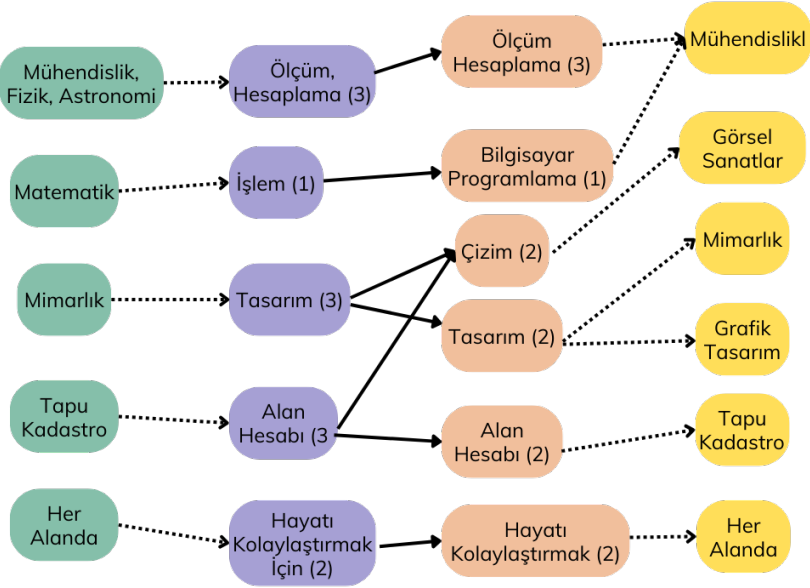 Mühendislik,
Fizik, Astronomi
Ölçüm,
Hesaplama (3)
Ölçüm
Hesaplama (3)
Mühendislikl
Matematik
İşlem (1)
Bilgisayar
Programlama (1)
Görsel
Sanatlar
Çizim (2)
Mimarlık
Mimarlık
Tasarım (3)
Tasarım (2)
Grafik
Tasarım
Tapu
Kadastro
Alan
Hesabı (3
Alan
Hesabı (2)
Tapu
Kadastro
Her
Alanda
Hayatı
Kolaylaştırmak
İçin (2)
Hayatı
Kolaylaştırmak (2)
Her
Alanda